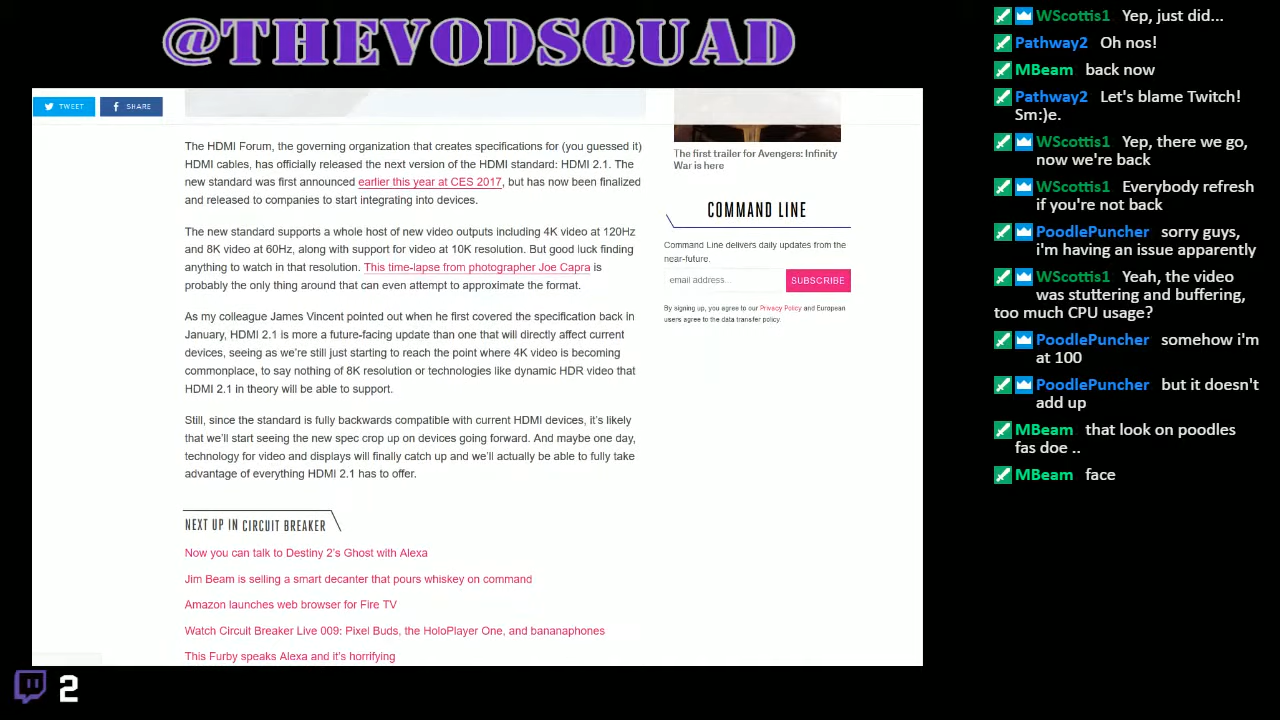 @THEVODSQUAD
TWEET
SHARE
The HDMI Forum, the governing organization that creates specifications for (you guessed it)
HDMI cables, has officially released the next version of the HDMI standard: HDMI 2.1. The
new standard was first announced earlier this year at CES 2017, but has now been finalized
and released to companies to start integrating into devices.
The new standard supports a whole host of new video outputs including 4K video at 120Hz
and 8K video at 60Hz, along with support for video at 10K resolution. But good luck finding
anything to watch in that resolution. This time-lapse from photographer Joe Capra is
probably the only thing around that can even attempt to approximate the format.
As my colleague James Vincent pointed out when he first covered the specification back in
January, HDMI 2.1 is more a future-facing update than one that will directly affect current
devices, seeing as we're still just starting to reach the point where 4K video is becoming
commonplace, to say nothing of 8K resolution or technologies like dynamic HDR video that
HDMI 2.1 in theory will be able to support.
Still, since the standard is fully backwards compatible with current HDMI devices, it's likely
that we'll start seeing the new spec crop up on devices going forward. And maybe one day,
technology for video and displays will finally catch up and we'll actually be able to fully take
advantage of everything HDMI 2.1 has to offer.
NEXT UP IN CIRCUIT BREAKER
Now you can talk to Destiny 2's Ghost with Alexa
Jim Beam is selling a smart decanter that pours whiskey on command
Amazon launches web browser for Fire TV
Watch Circuit Breaker Live 009: Pixel Buds, the HoloPlayer One, and bananaphones
This Furby speaks Alexa and it's horrifying
The first trailer for Avengers: Infinity
War is here
COMMAND LINE
Command Line delivers daily updates from the
near-future.
email address...
SUBSCRIBE
By signing up, you agree to our Privacy Policy and European
users agree to the data transfer policy.
WScottis1 Yep, just did...
Pathway2 Oh nos!
MBeam back now
Pathway2 Let's blame Twitch!
Sm:)e.
WScottis1 Yep, there we go,
now we're back
WScottis1 Everybody refresh
if you're not back
PoodlePuncher sorry guys,
i'm having an issue apparently
WScottis1 Yeah, the video
was stuttering and buffering,
too much CPU usage?
PoodlePuncher somehow i'm
at 100
PoodlePuncher but it doesn't
add up
MBeam that look on poodles
fas doe ..
MBeam face
2